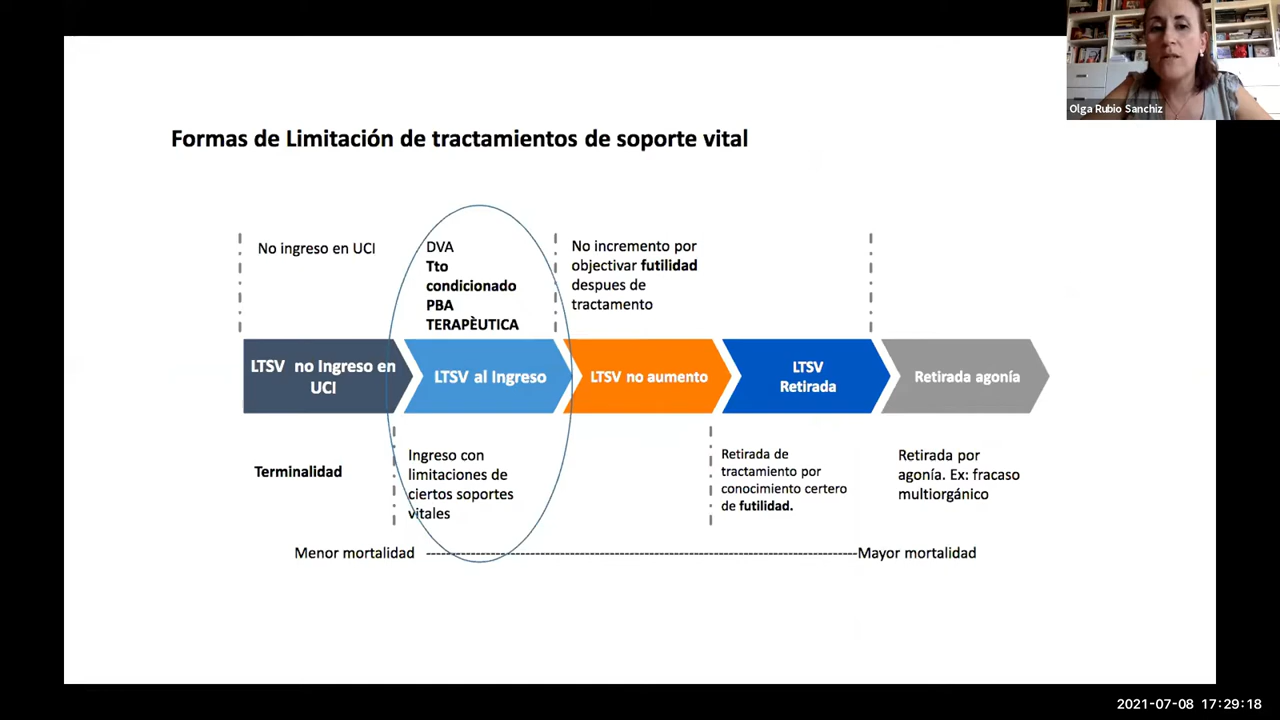 Olga Rubio Sanchiz
Formas de Limitación de tractamientos de soporte vital
No ingreso en UCI
DVA
Tto
condicionado
PBA
TERAPÈUTICA
No incremento por
objectivar futilidad
despues de
tractamento
LTSV no Ingreso en
UCI
LTSV al Ingreso
LTSV no aumento
LTSV
Retirada
Retirada agonía
Terminalidad
Ingreso con
limitaciones de
ciertos soportes
vitales
Retirada de
tractamiento por
conocimiento certero
de futilidad.
Retirada por
agonía. Ex: fracaso
multiorgánico
Menor mortalidad
Mayor mortalidad
2021-07-08 17:29:18